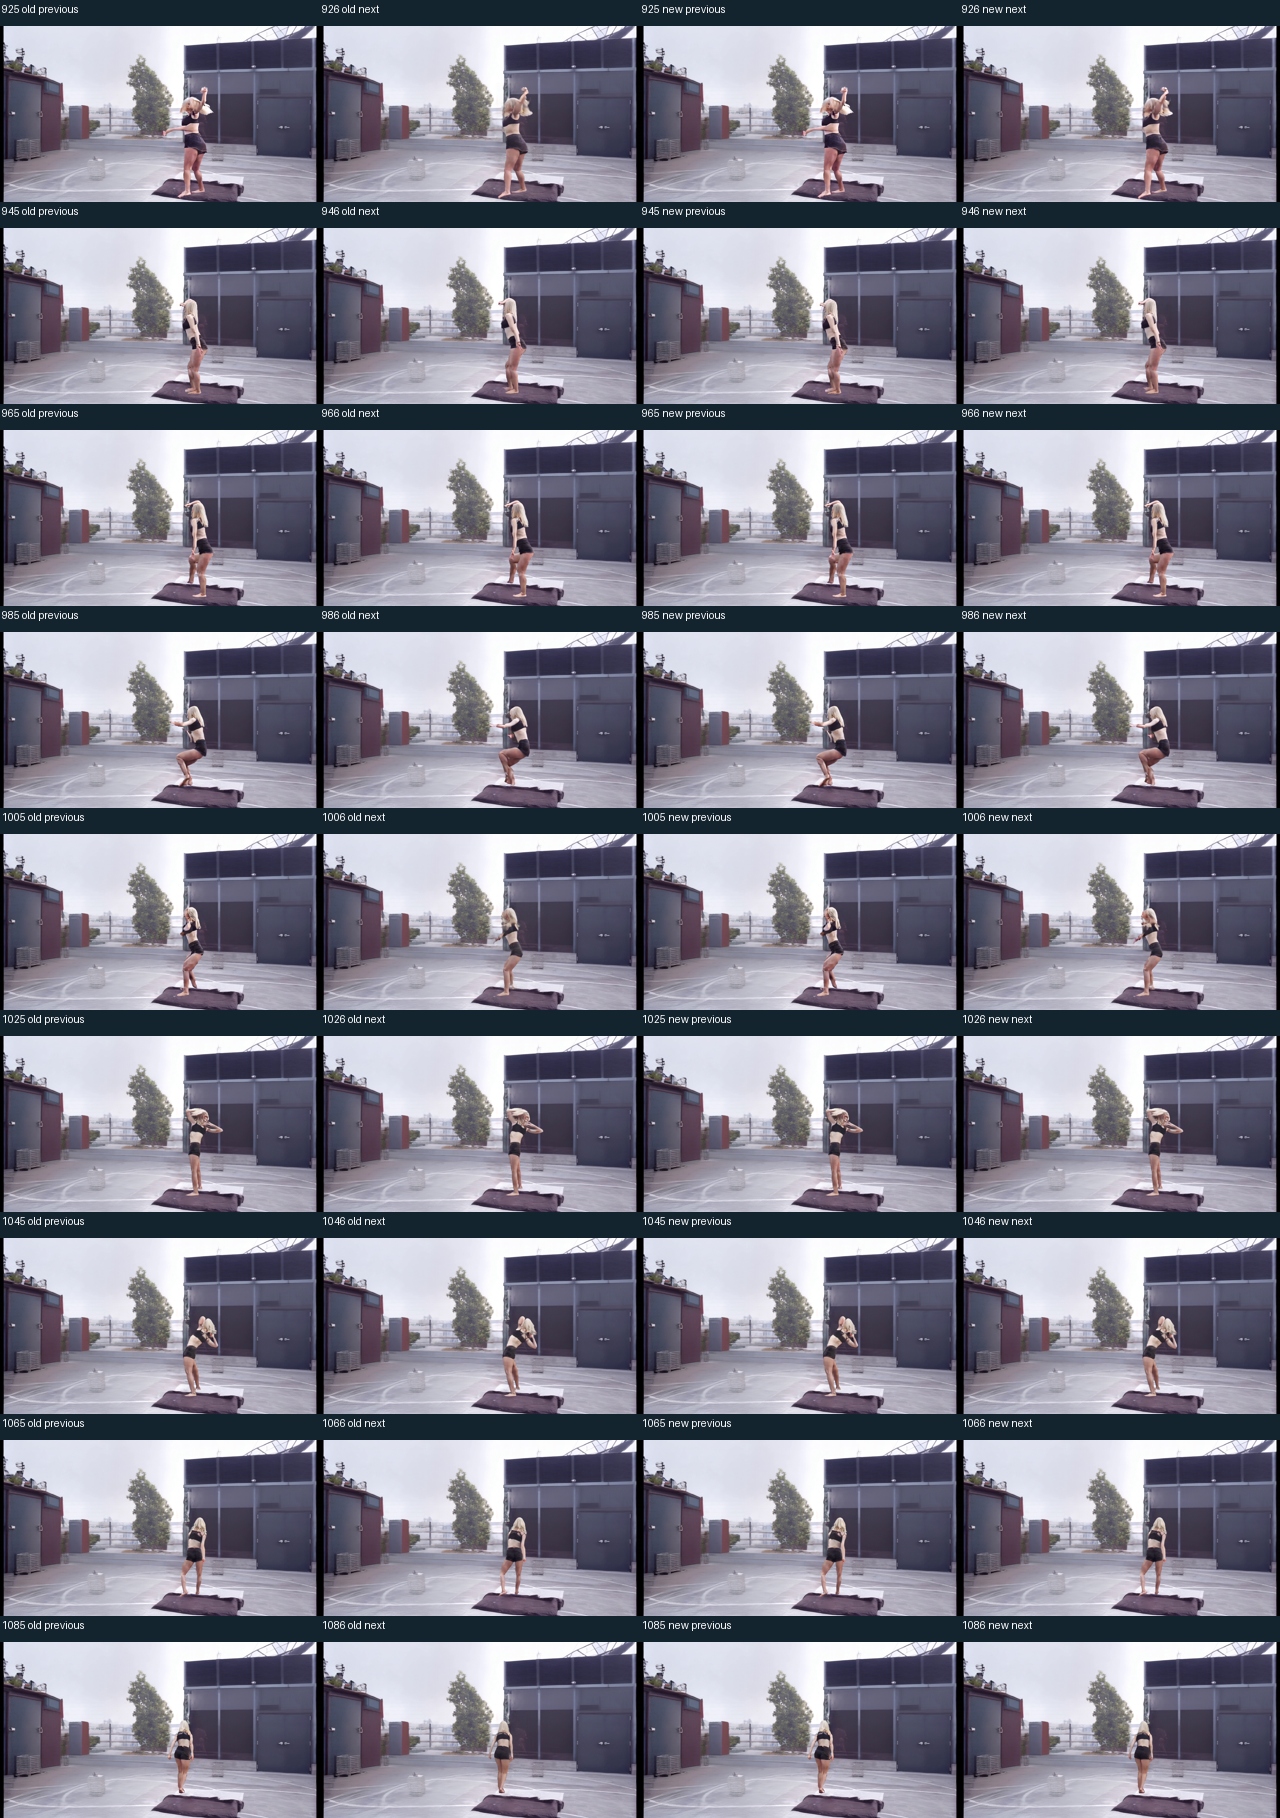 925 old previous 926 old next 925 new previous 926 new next
945 old previous 946 old next 945 new previous 946 new next
965 old previous 966 old next 965 new previous 966 new next
985 old previous 986 old next 985 new previous 986 new next
1005 old previous 1006 old next 1005 new previous 1006 new next
1025 old previous 1026 old next 1025 new previous 1026 new next
1045 old previous 1046 old next 1045 new previous 1046 new next
1065 old previous 1066 old next 1065 new previous 1066 new next
1085 old previous 1086 old next 1085 new previous 1086 new next